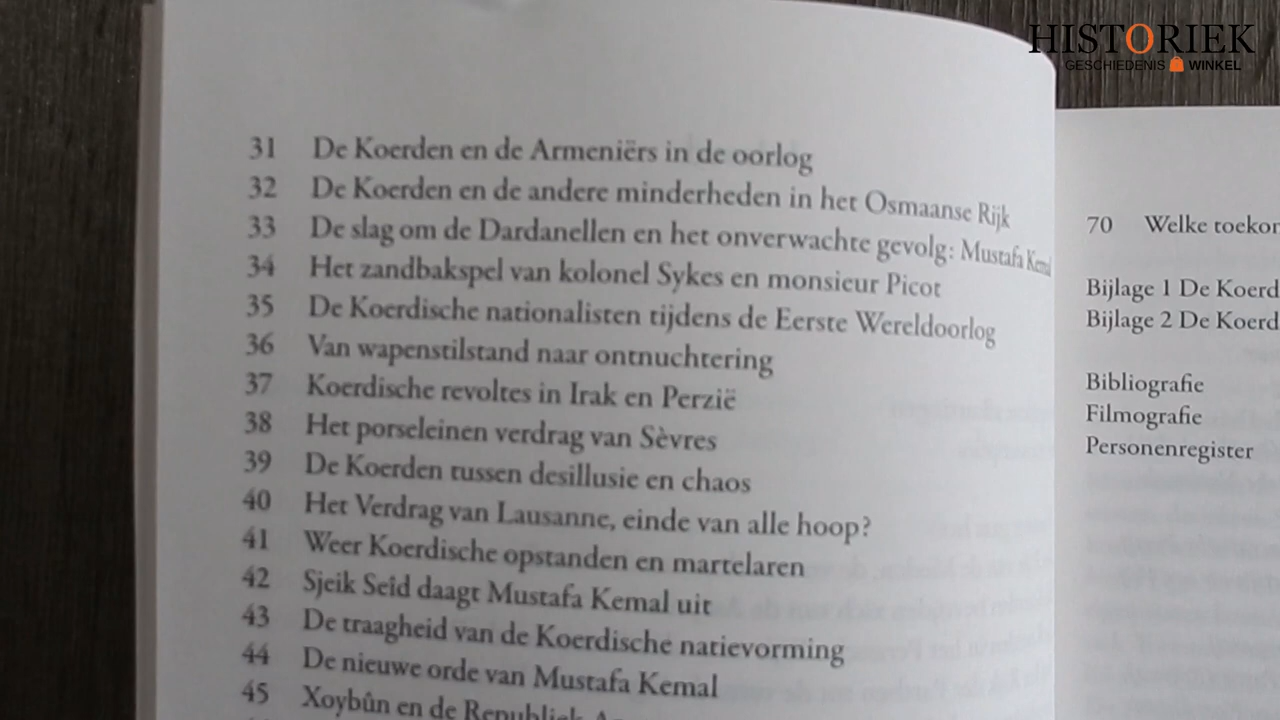 HISTORIEK
GESCHIEDENIS WINKEL
31 De Koerden en de Armeniërs in de oorlog
32 De Koerden en de andere minderheden in het Osmaanse Rijk
33 De slag om de Dardanellen en het onverwachte gevolg: Mustafa Kemal
34 Het zandbakspel van kolonel Sykes en monsieur Picot
35 De Koerdische nationalisten tijdens de Eerste Wereldoorlog
36 Van wapenstilstand naar ontnuchtering
37 Koerdische revoltes in Irak en Perzië
38 Het porseleinen verdrag van Sèvres
39 De Koerden tussen desillusie en chaos
40 Het Verdrag van Lausanne, einde van alle hoop?
41 Weer Koerdische opstanden en martelaren
42 Sjeik Seîd daagt Mustafa Kemal uit
43 De traagheid van de Koerdische natievorming
44 De nieuwe orde van Mustafa Kemal
45 Xoybûn en de Republiek
70 Welke
Bijlage 1 De
Bijlage 2 De
Bibliografie
Filmografie
Personenregister